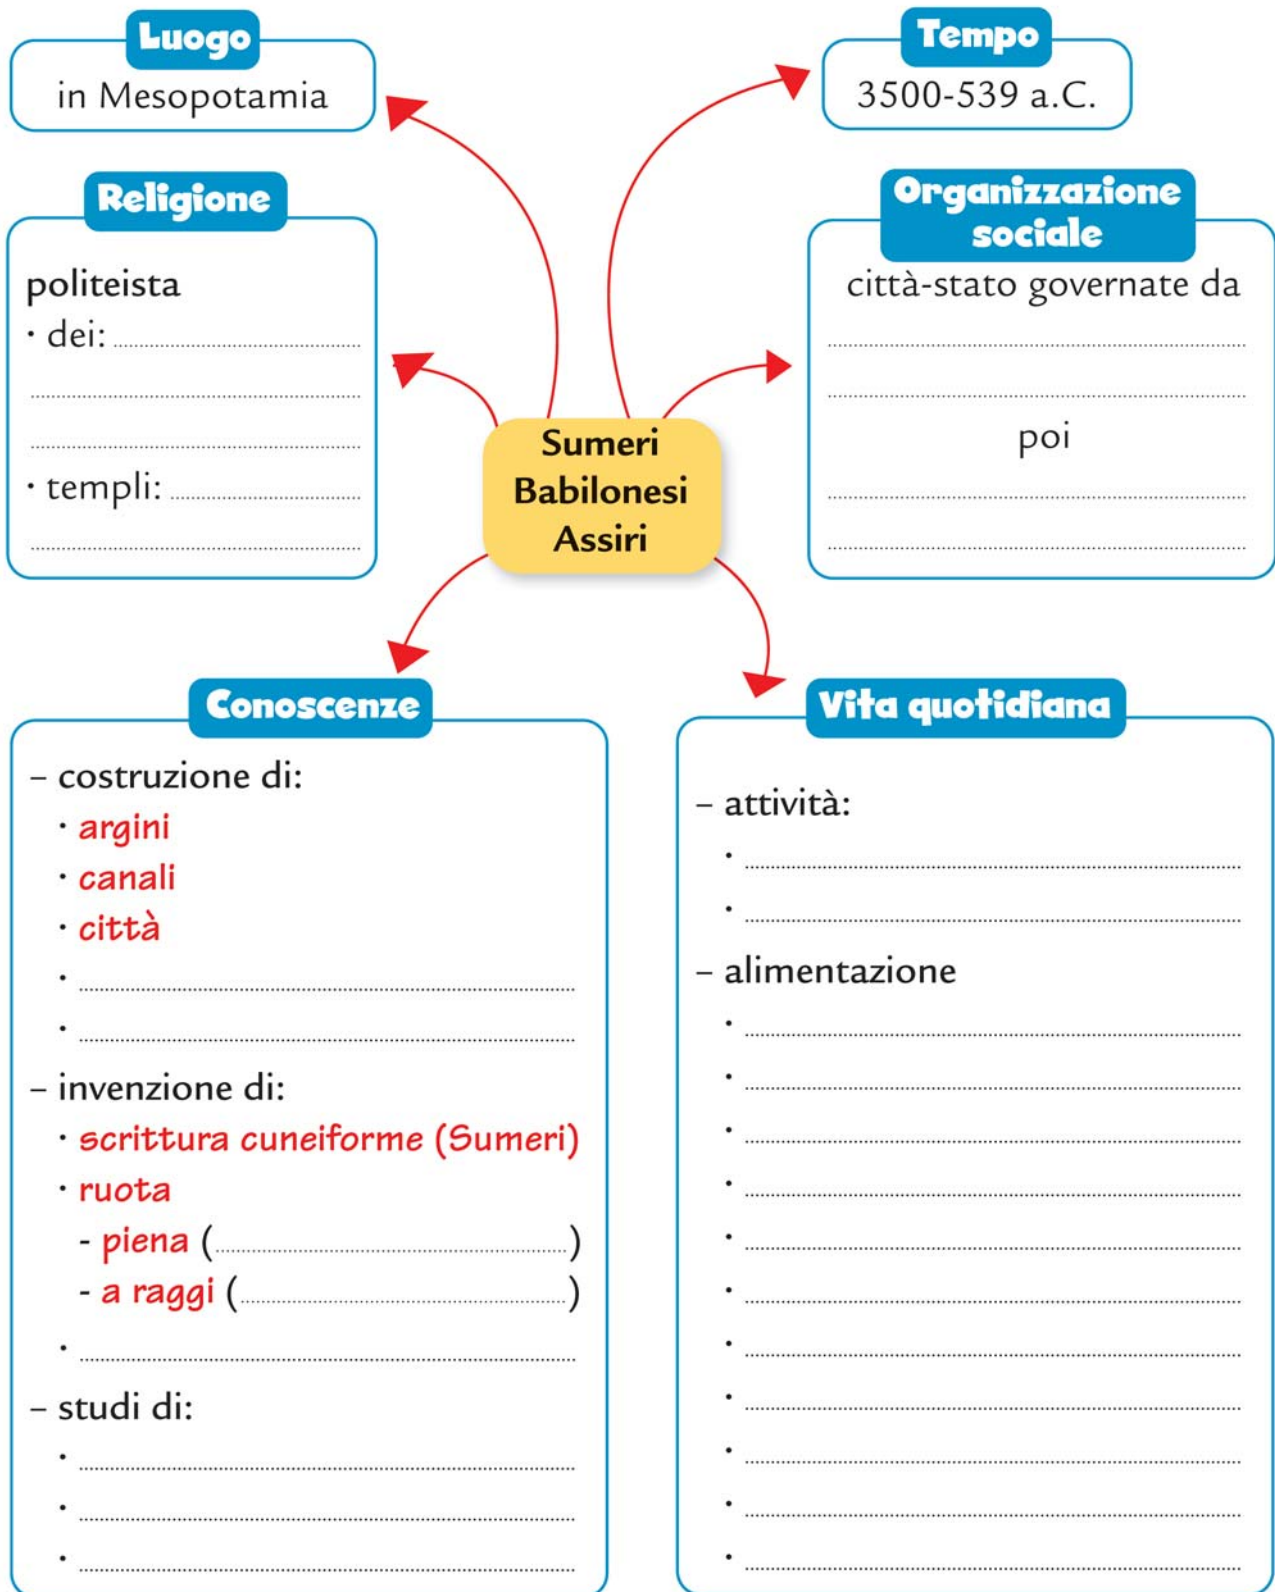 Luogo
in Mesopotamia
Tempo
3500-539 a.C.
Religione
politeista
· dei:
· templi:
Organizzazione
sociale
città-stato governate da
poi
Sumeri
Babilonesi
Assiri
Conoscenze
– costruzione di:
· argini
· canali
· città
·
·
– invenzione di:
· scrittura cuneiforme (Sumeri)
· ruota
- piena (.....)
- a raggi (.....)
·
– studi di:
·
·
·
Vita quotidiana
– attività:
·
·
– alimentazione
·
·
·
·
·
·
·
·
·
·
·